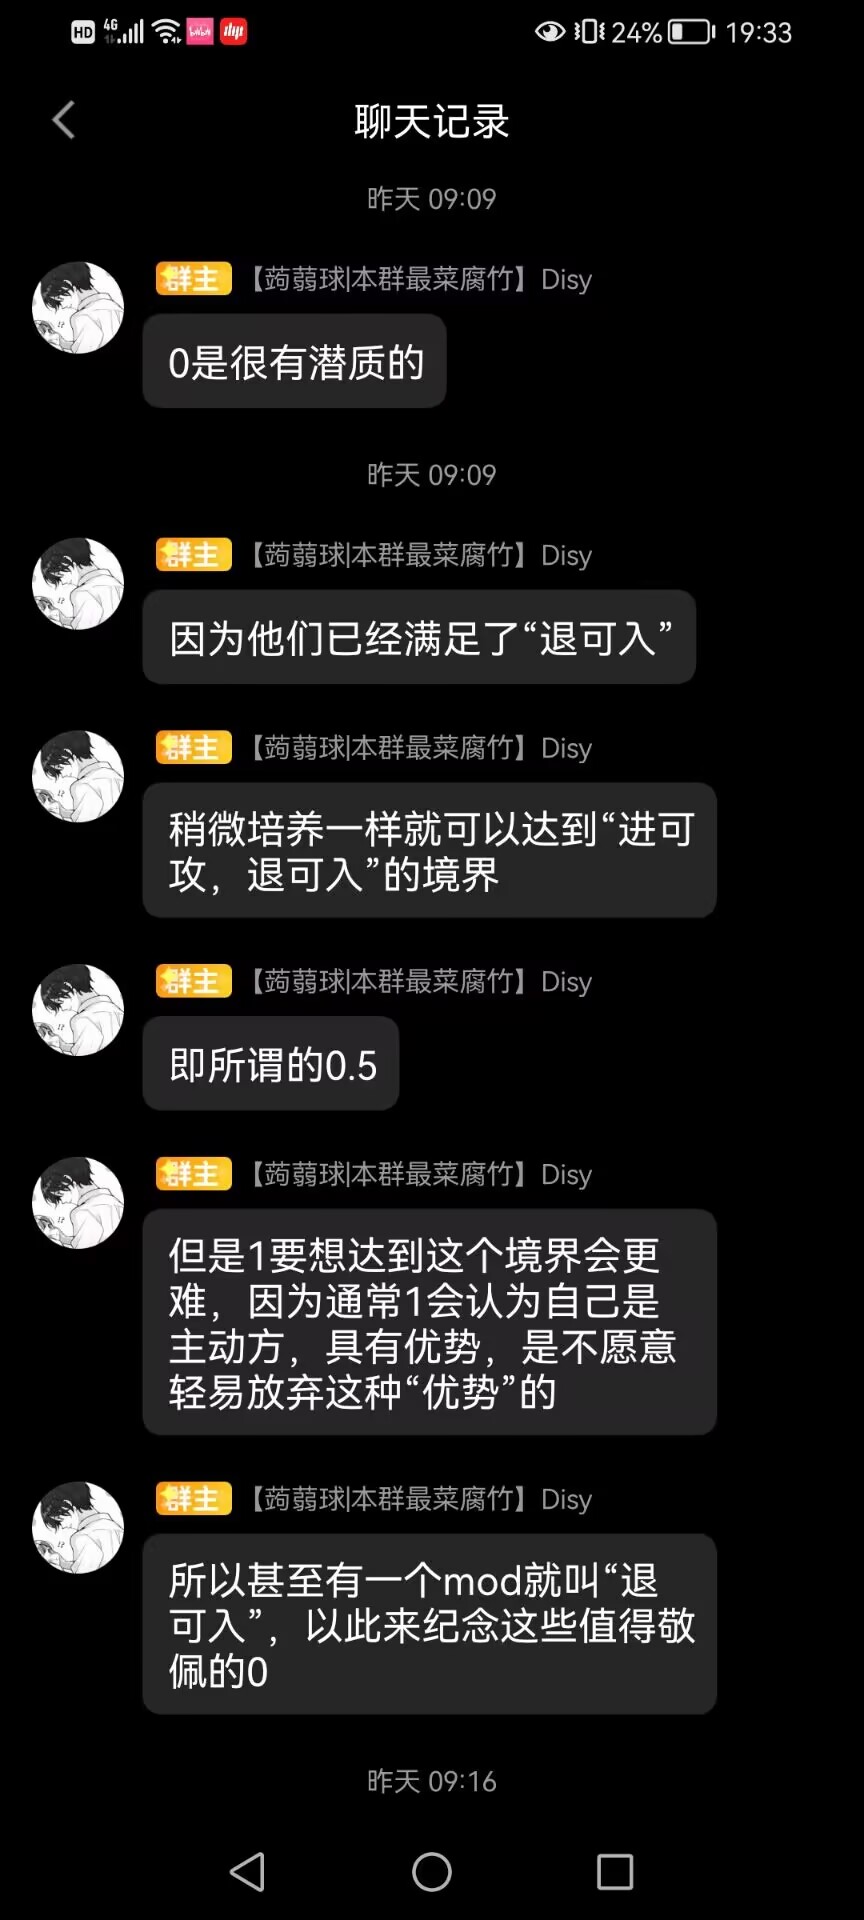 HD 4G 24% 19:33
聊天记录
昨天 09:09
群主 【蒟蒻球|本群最菜腐竹】Disy
0是很有潜质的
昨天 09:09
群主 【蒟蒻球|本群最菜腐竹】Disy
因为他们已经满足了“退可入”
群主 【蒟蒻球|本群最菜腐竹】Disy
稍微培养一样就可以达到“进可
攻，退可入”的境界
群主 【蒟蒻球|本群最菜腐竹】Disy
即所谓的0.5
群主 【蒟蒻球|本群最菜腐竹】Disy
但是1要想达到这个境界会更
难，因为通常1会认为自己是
主动方，具有优势，是不愿意
轻易放弃这种“优势”的
群主 【蒟蒻球|本群最菜腐竹】Disy
所以甚至有一个mod就叫“退
可入”，以此来纪念这些值得敬
佩的0
昨天 09:16